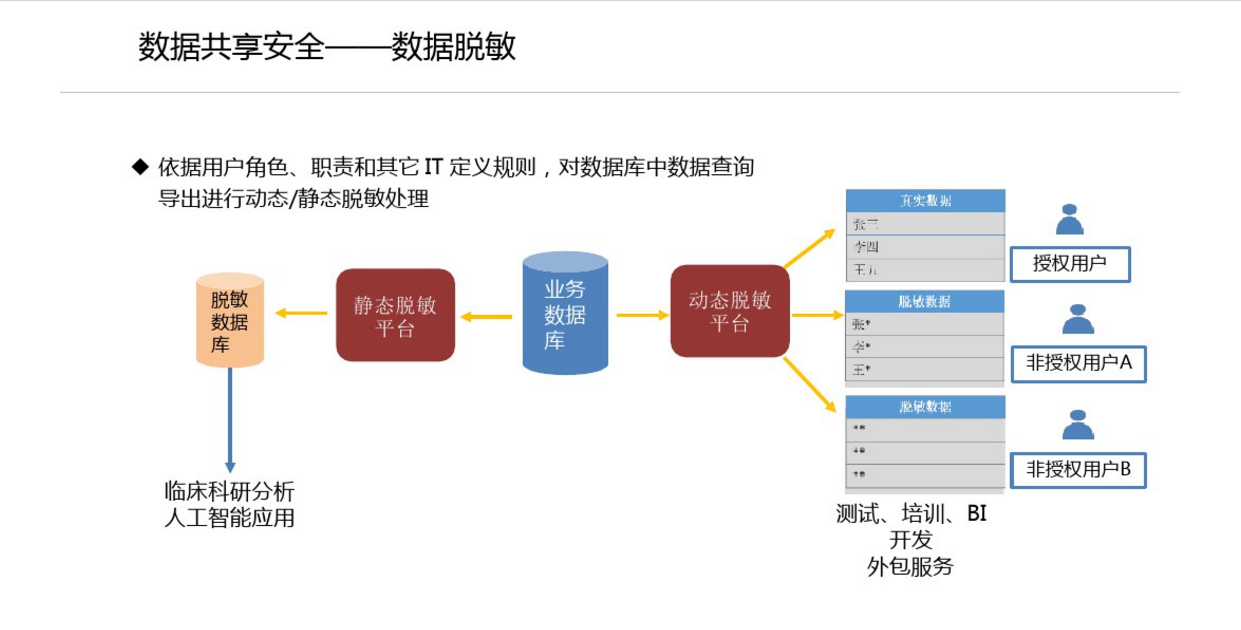 数据共享安全——数据脱敏
◆ 依据用户角色、职责和其它 IT 定义规则，对数据库中数据查询
导出进行动态/静态脱敏处理
脱敏
数据
库
静态脱敏
平台
业务
数据
库
动态脱敏
平台
真实数据
张三
李四
王五
授权用户
脱敏数据
张*
李*
王*
非授权用户A
脱敏数据
**
**
**
非授权用户B
临床科研分析
人工智能应用
测试、培训、BI
开发
外包服务